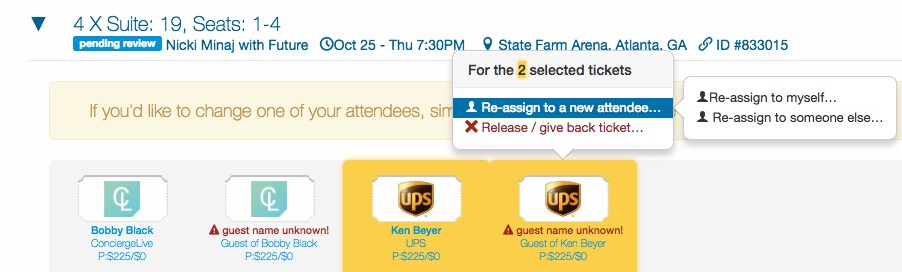 4 X Suite: 19, Seats: 1-4
pending review Nicki Minaj with Future Oct 25 - Thu 7:30PM State Farm Arena, Atlanta, GA ID #833015
For the 2 selected tickets
Re-assign to a new attendee...
Release / give back ticket...
Re-assign to myself...
Re-assign to someone else...
If you'd like to change one of your attendees,
CL
CL
ups
ups
Bobby Black
ConciergeLive
P:$225/$0
guest name unknown!
Guest of Bobby Black
P:$225/$0
Ken Beyer
UPS
P:$225/$0
guest name unknown!
Guest of Ken Beyer
P:$225/$0